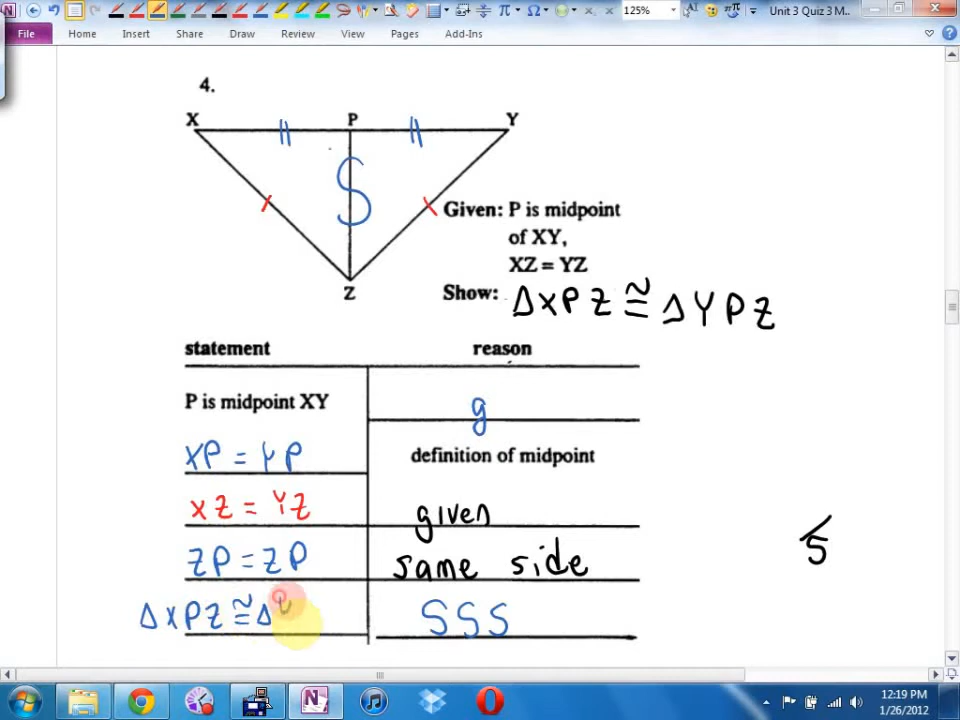 125%
Unit 3 Quiz 3 M..
File Home Insert Share Draw Review View Pages Add-Ins
4.
X P Y
Given: P is midpoint
of XY,
XZ = YZ
Z
Show: ΔXPZ ≅ ΔYPZ
statement reason
P is midpoint XY g
XP = YP definition of midpoint
XZ = YZ given
ZP = ZP same side
ΔXPZ ≅ Δ SSS
5
12:19 PM
1/26/2012